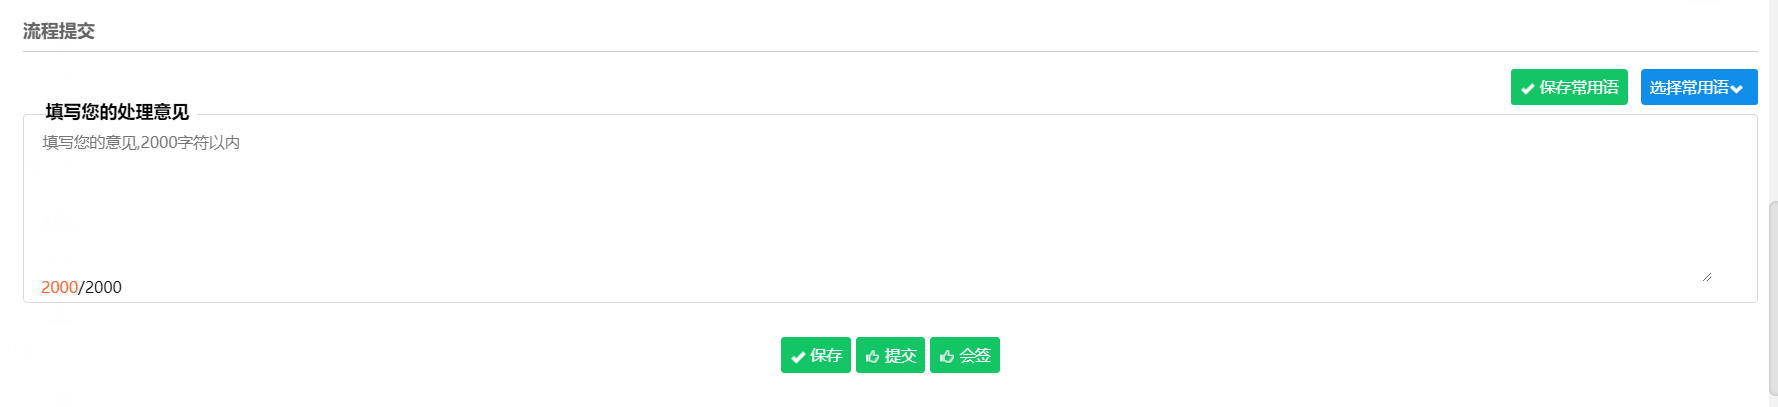 流程提交
保存常用语 选择常用语
填写您的处理意见
填写您的意见,2000字符以内
2000/2000
保存 提交 会签